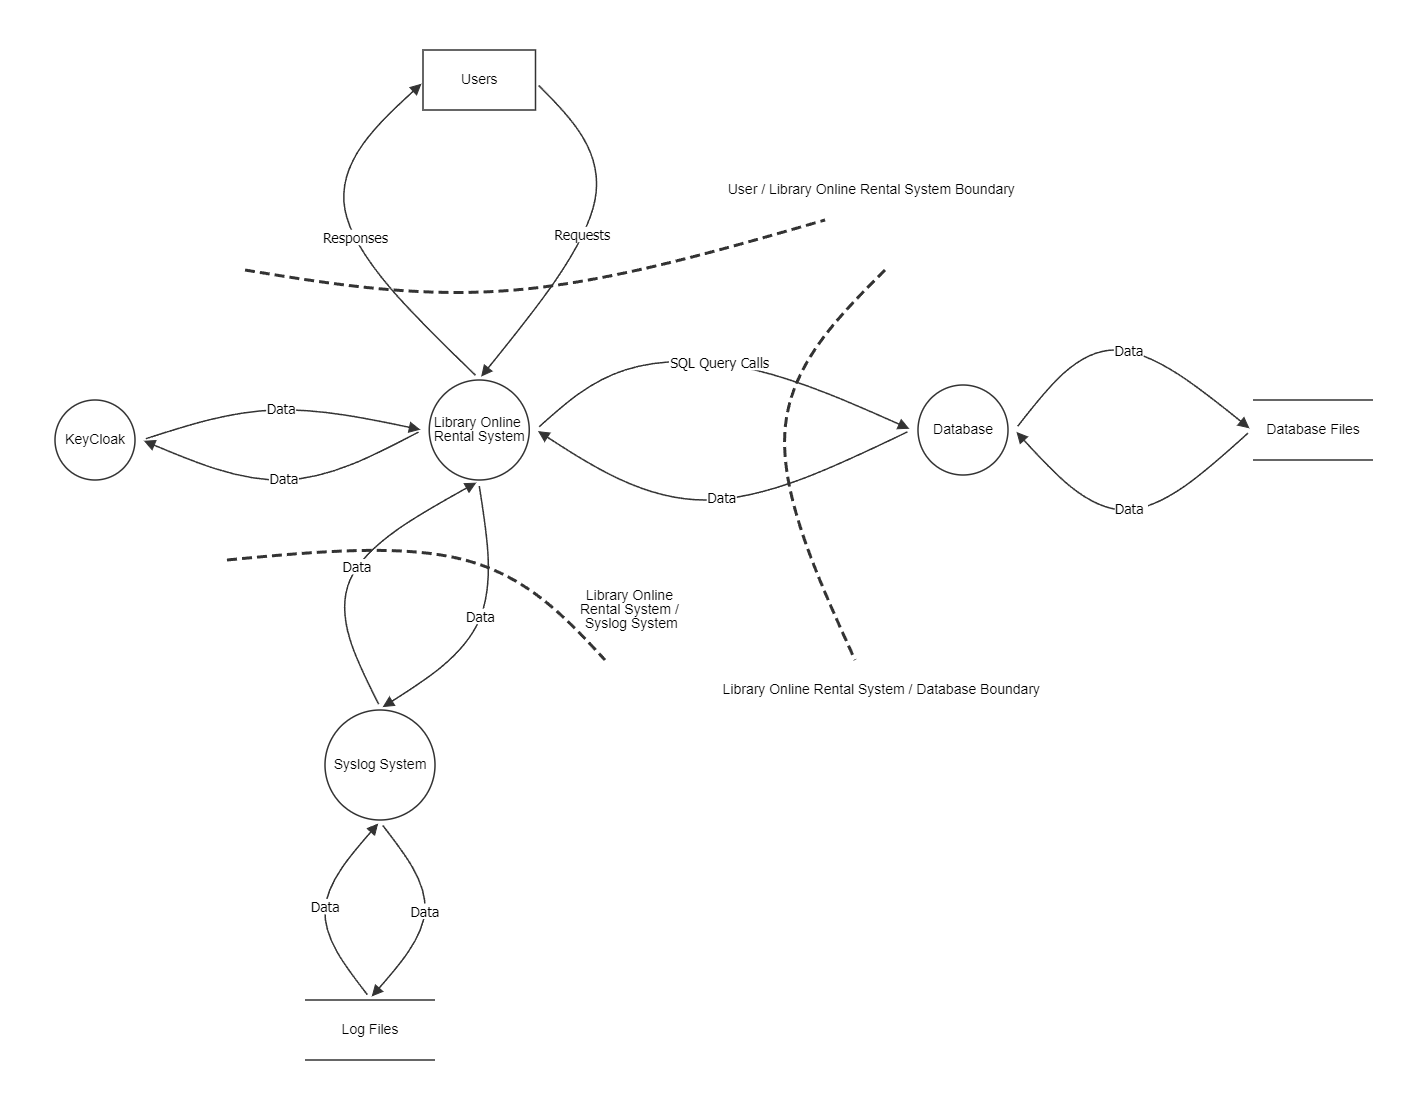 Users
User / Library Online Rental System Boundary
Responses
Requests
Data
SQL Query Calls
Data
KeyCloak
Data
Library Online
Rental System
Data
Database
Data
Database Files
Data
Data
Library Online
Rental System /
Syslog System
Data
Library Online Rental System / Database Boundary
Syslog System
Data
Data
Log Files